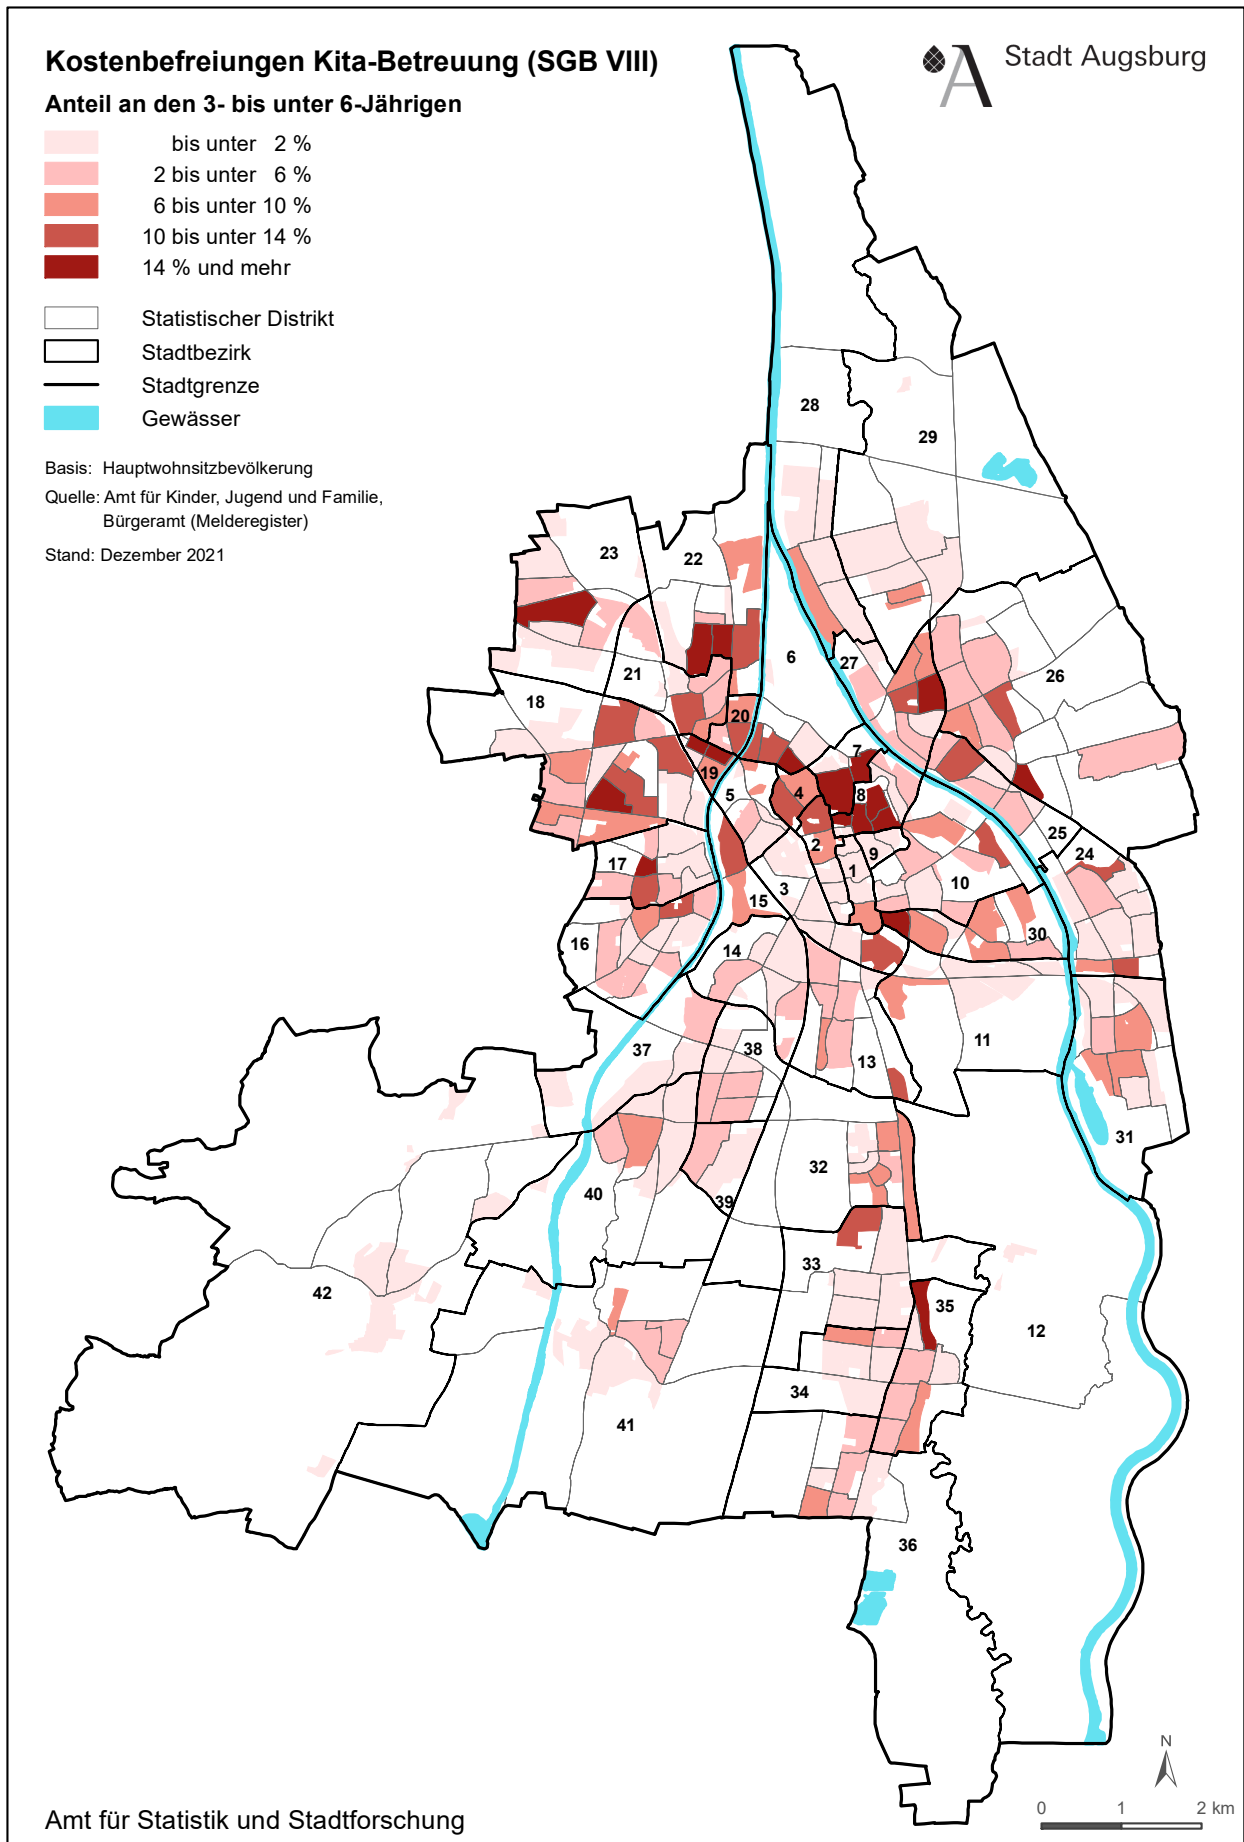 Kostenbefreiungen Kita-Betreuung (SGB VIII)
Anteil an den 3- bis unter 6-Jährigen
bis unter 2 %
2 bis unter 6 %
6 bis unter 10 %
10 bis unter 14 %
14 % und mehr
Statistischer Distrikt
Stadtbezirk
Stadtgrenze
Gewässer
Basis: Hauptwohnsitzbevölkerung
Quelle: Amt für Kinder, Jugend und Familie,
Bürgeramt (Melderegister)
Stand: Dezember 2021
Stadt Augsburg
A
28
29
23
22
6
27
26
21
18
20
7
19
5
4
8
25
2
9
24
17
1
10
3
15
30
16
14
37
38
11
13
31
32
40
39
33
42
35
12
34
41
36
N
0 1 2 km
Amt für Statistik und Stadtforschung